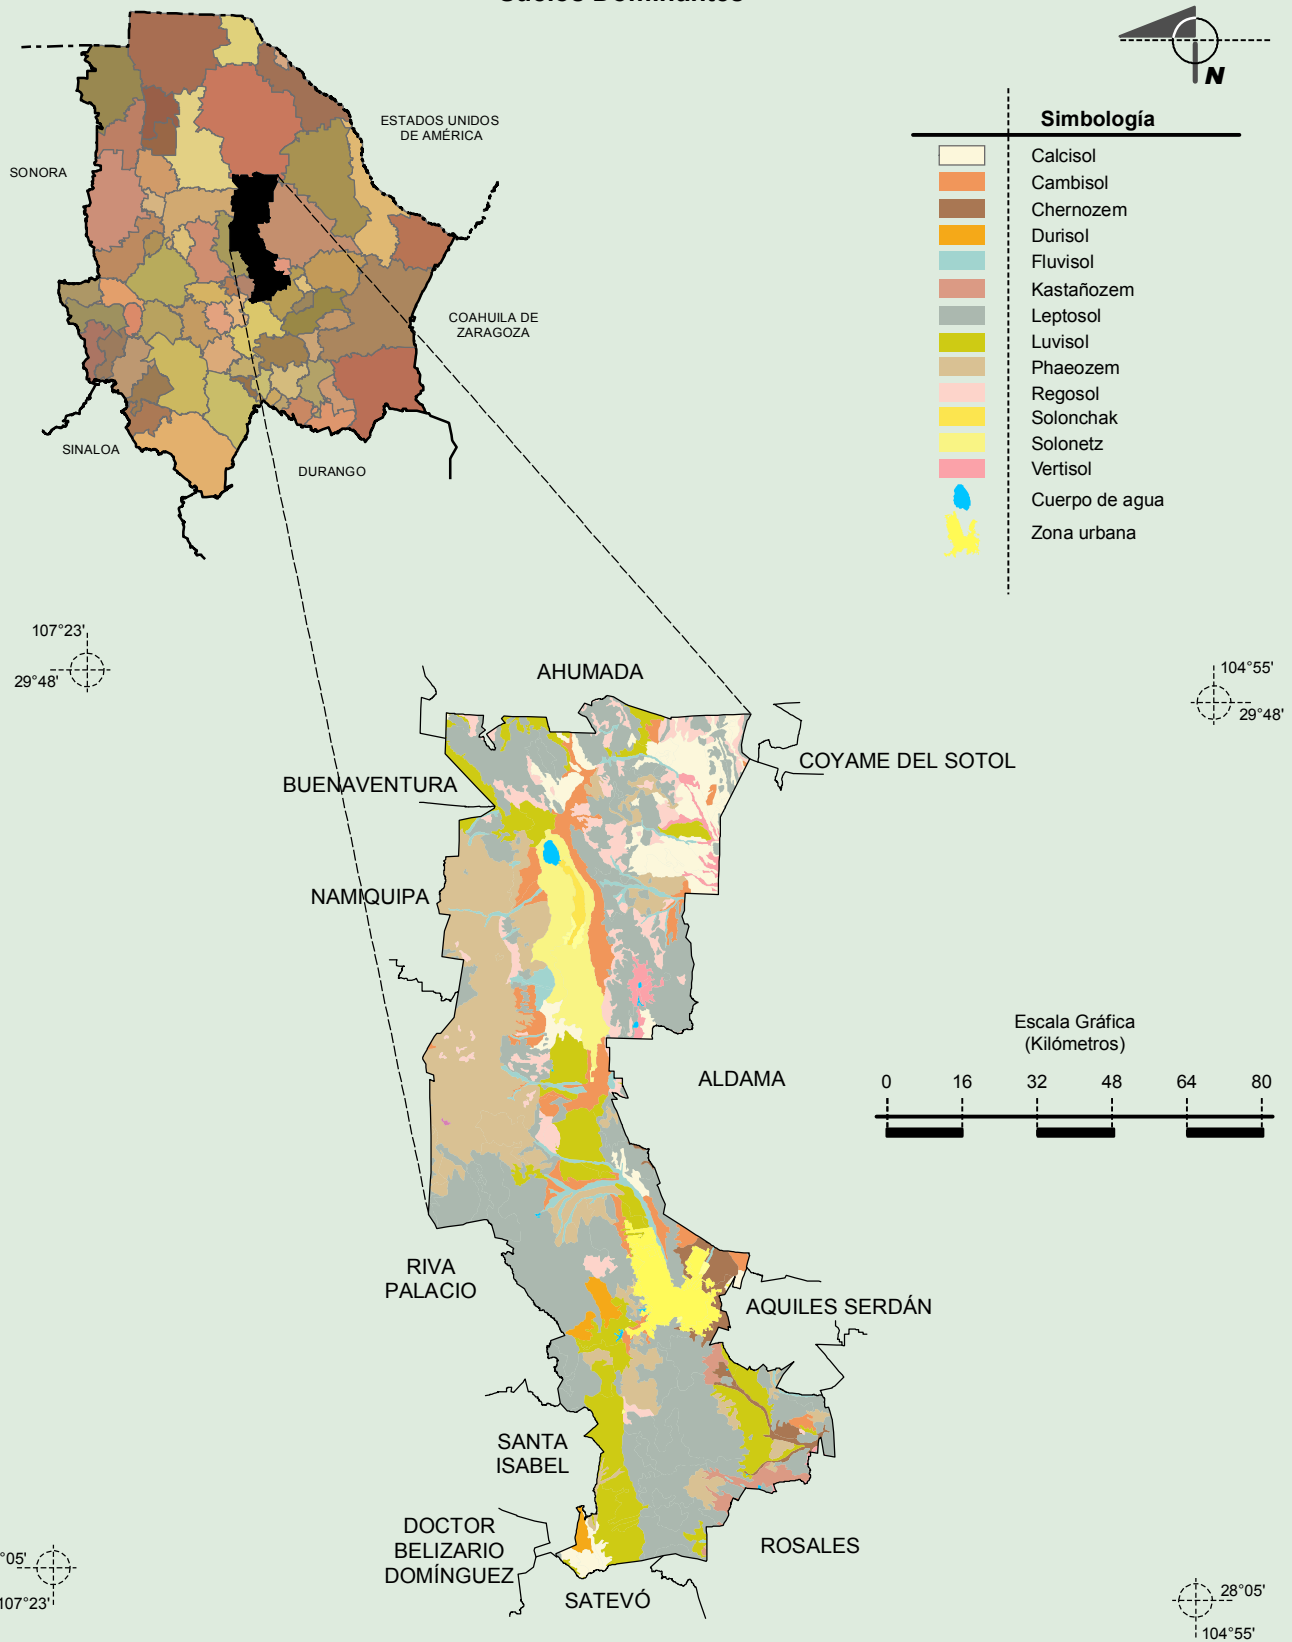 Suelos Dominantes
N
ESTADOS UNIDOS
DE AMÉRICA
SONORA
COAHUILA DE
ZARAGOZA
SINALOA
DURANGO
Simbología
Calcisol
Cambisol
Chernozem
Durisol
Fluvisol
Kastañozem
Leptosol
Luvisol
Phaeozem
Regosol
Solonchak
Solonetz
Vertisol
Cuerpo de agua
Zona urbana
107°23'
29°48'
104°55'
29°48'
AHUMADA
COYAME DEL SOTOL
BUENAVENTURA
NAMIQUIPA
ALDAMA
Escala Gráfica
(Kilómetros)
0 16 32 48 64 80
RIVA
PALACIO
AQUILES SERDÁN
SANTA
ISABEL
DOCTOR
BELIZARIO
DOMÍNGUEZ
ROSALES
SATEVÓ
°05'
107°23'
28°05'
104°55'